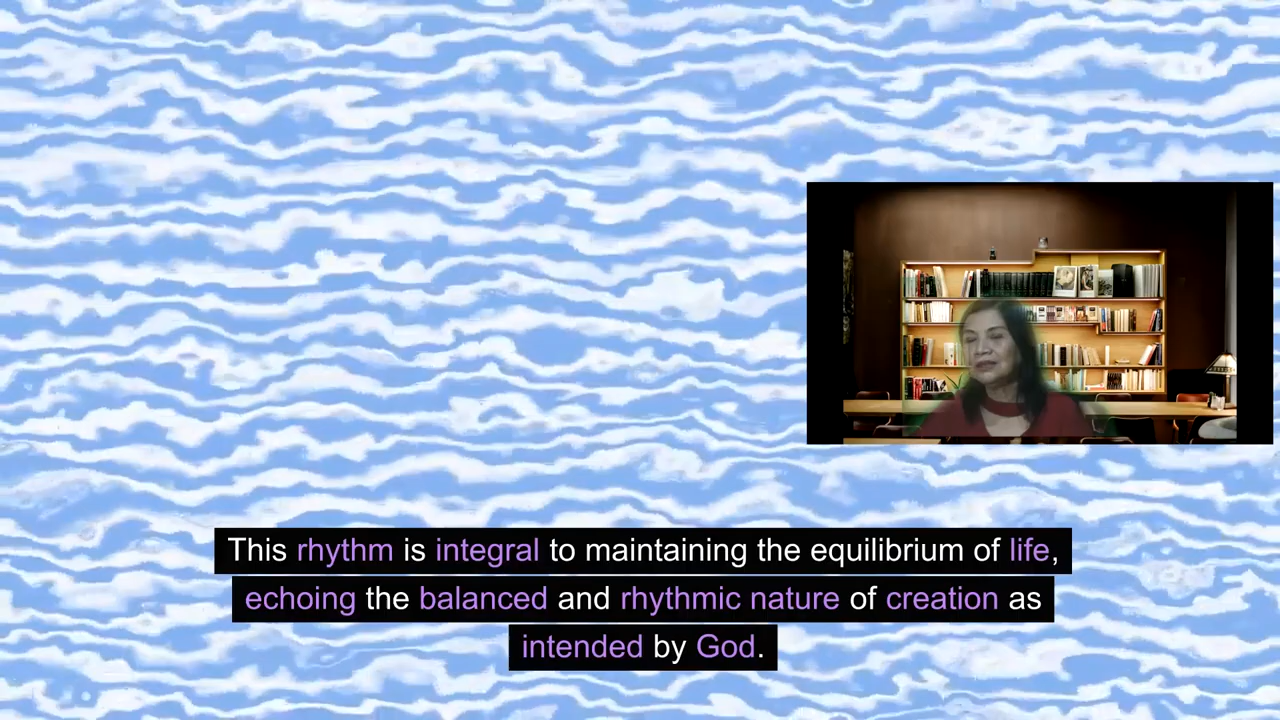 This rhythm is integral to maintaining the equilibrium of life,
echoing the balanced and rhythmic nature of creation as
intended by God.